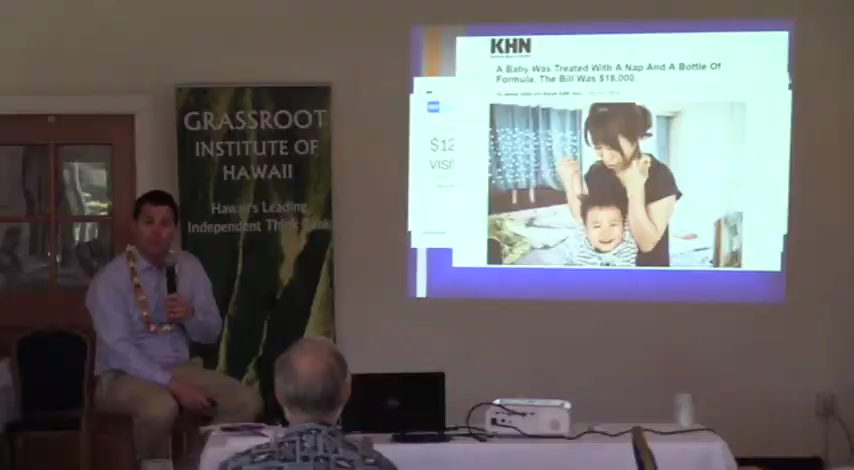 GRASSROOT
INSTITUTE OF
HAWAII
Hawaii's Leading
Independent Think
KHN
A Baby Was Treated With A Nap And A Bottle Of
Formula. The Bill Was $18,000
$12
VISI